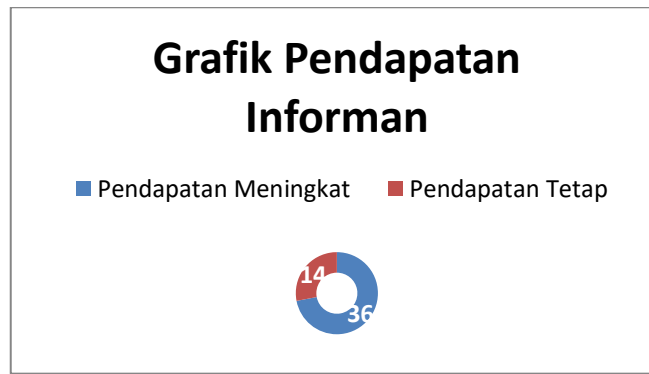 Grafik Pendapatan
Informan
Pendapatan Meningkat Pendapatan Tetap
14
36